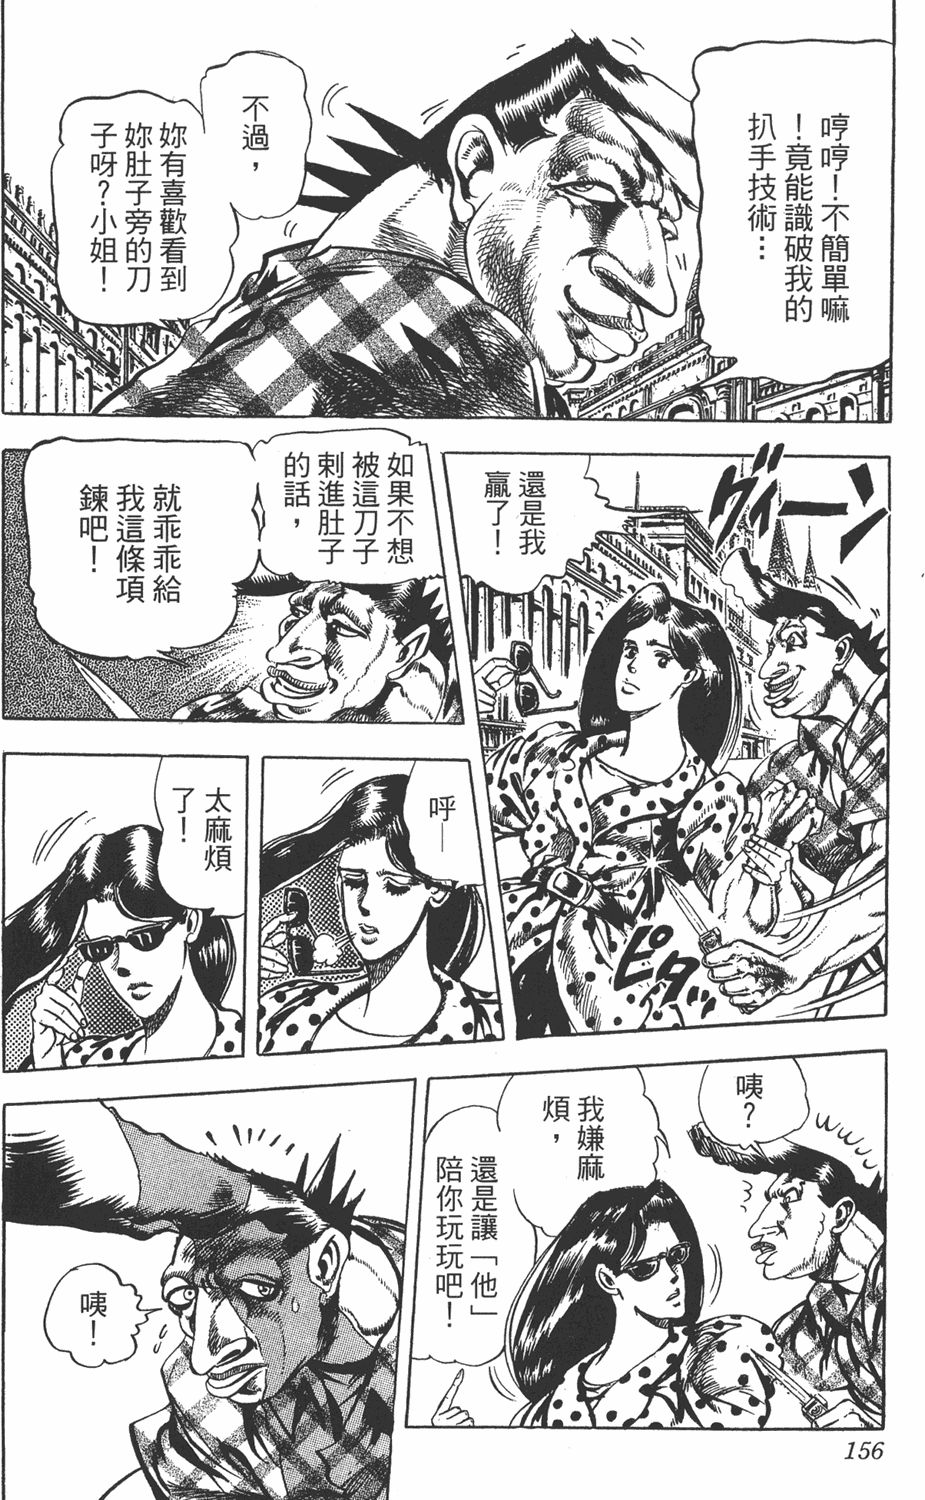 哼哼！不簡單嘛
！竟能識破我的
扒手技術…
不過，
妳有喜歡看到
妳肚子旁的刀
子呀？小姐！
グィーン
還是我
贏了！
ピタッ
如果不想
被這刀子
刺進肚子
的話，
就乖乖給
我這條項
鍊吧！
呼—
太麻煩
了！
咦？
我嫌麻
煩，
還是讓「他」
陪你玩玩吧！
咦！
156